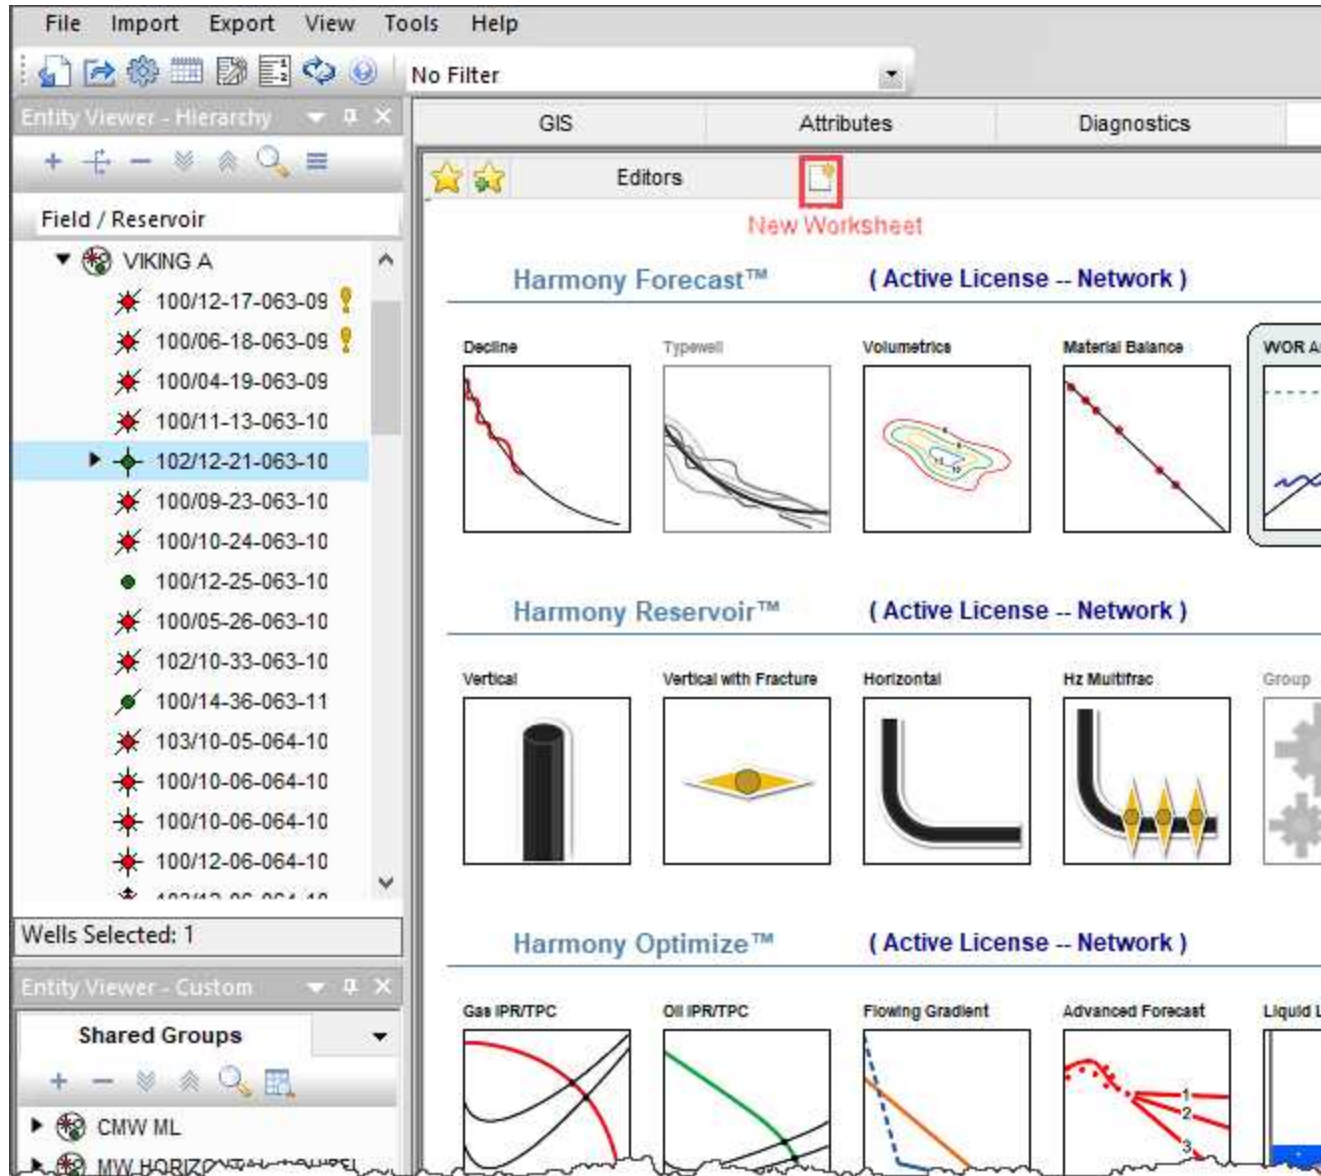 File Import Export View Tools Help
No Filter
Entity Viewer - Hierarchy
GIS Attributes Diagnostics
Editors
New Worksheet
Field / Reservoir
VIKING A
100/12-17-063-09
100/06-18-063-09
100/04-19-063-09
100/11-13-063-10
102/12-21-063-10
100/09-23-063-10
100/10-24-063-10
100/12-25-063-10
100/05-26-063-10
102/10-33-063-10
100/14-36-063-11
103/10-05-064-10
100/10-06-064-10
100/10-06-064-10
100/12-06-064-10
Wells Selected: 1
Entity Viewer - Custom
Shared Groups
CMW ML
Harmony Forecast™ ( Active License -- Network )
Decline Typewell Volumetrics Material Balance WOR
Harmony Reservoir™ ( Active License -- Network )
Vertical Vertical with Fracture Horizontal Hz Multifrac Group
Harmony Optimize™ ( Active License -- Network )
Gas IPR/TPC Oil IPR/TPC Flowing Gradient Advanced Forecast Liquid
1
2
3